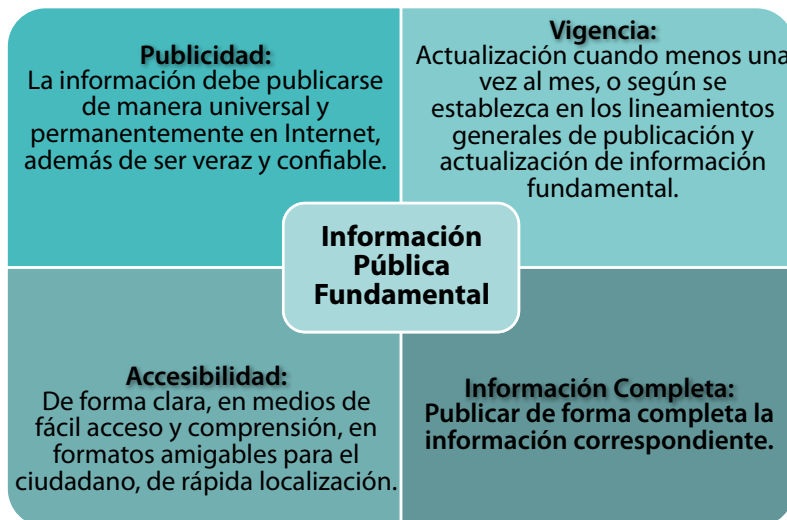 Publicidad:
La información debe publicarse
de manera universal y
permanentemente en Internet,
además de ser veraz y confiable.
Vigencia:
Actualización cuando menos una
vez al mes, o según se
establezca en los lineamientos
generales de publicación y
actualización de información
fundamental.
Información
Pública
Fundamental
Accesibilidad:
De forma clara, en medios de
fácil acceso y comprensión, en
formatos amigables para el
ciudadano, de rápida localización.
Información Completa:
Publicar de forma completa la
información correspondiente.